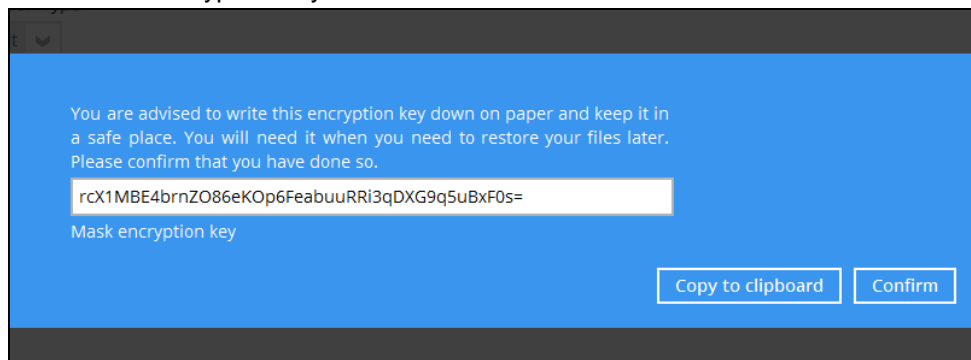 You are advised to write this encryption key down on paper and keep it in
a safe place. You will need it when you need to restore your files later.
Please confirm that you have done so.
rcX1MBE4brnZO86eKOp6FeabuuRRi3qDXG9q5uBxF0s=
Mask encryption key
Copy to clipboard Confirm